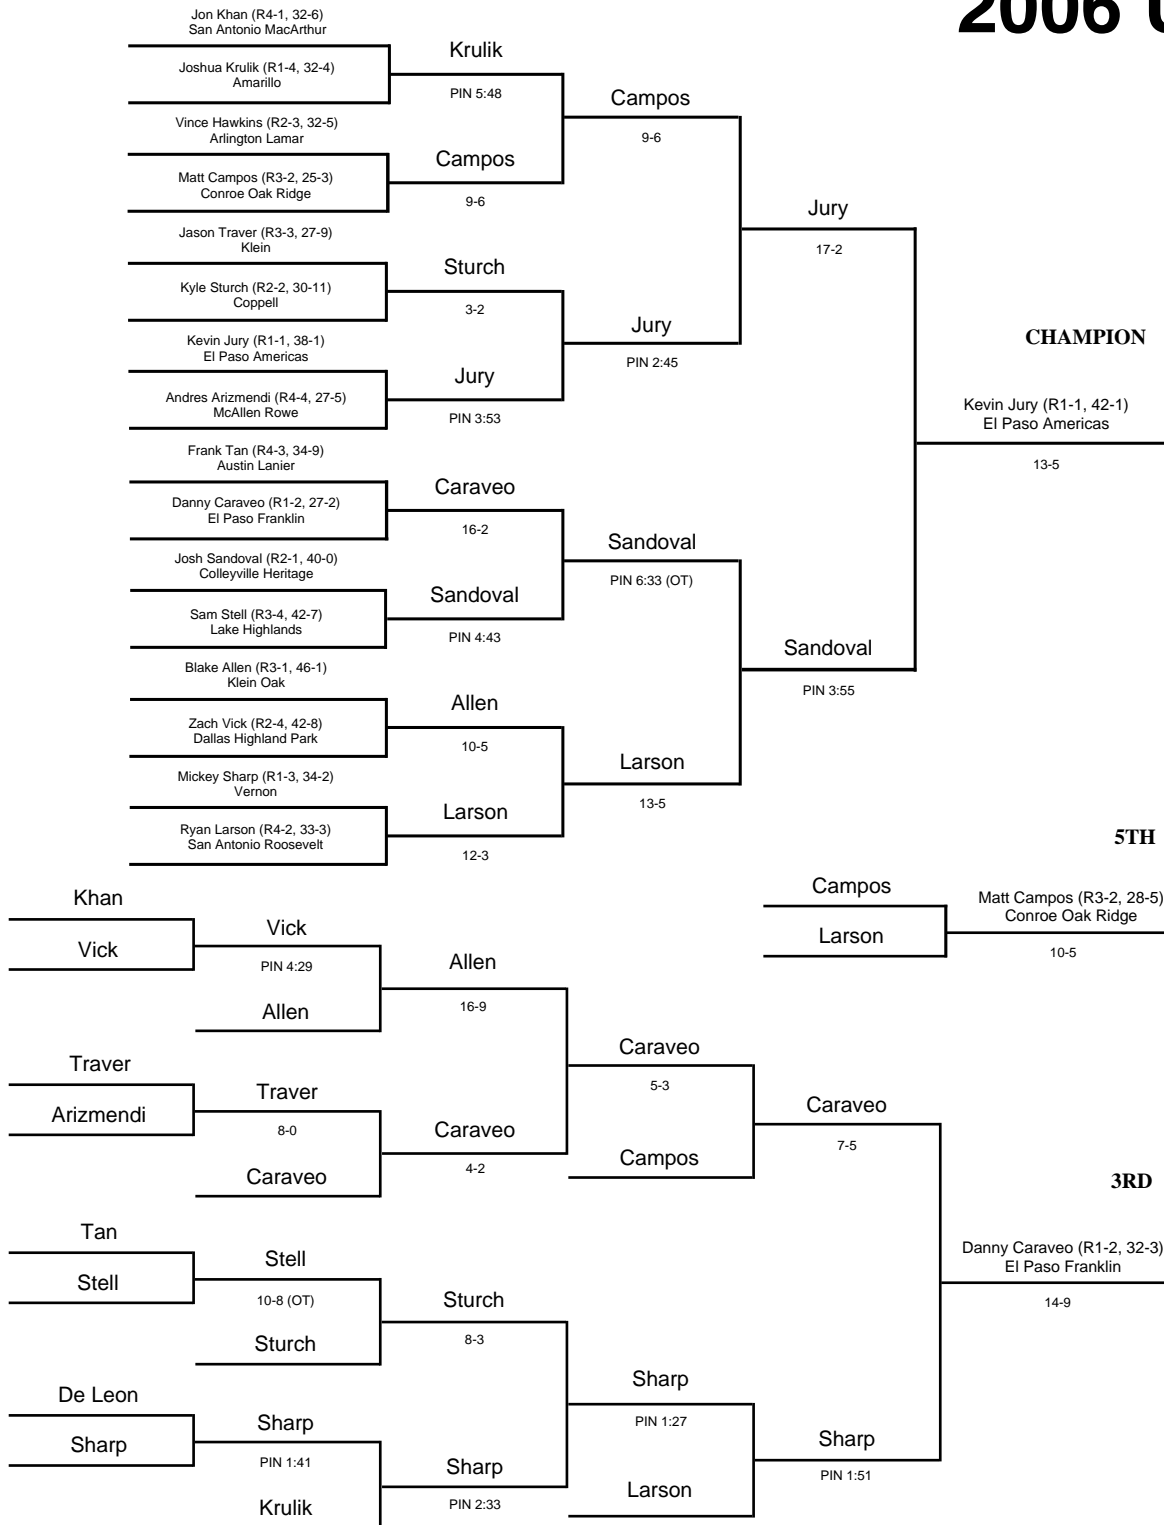 2006 U
Jon Khan (R4-1, 32-6)
San Antonio MacArthur
Krulik
Joshua Krulik (R1-4, 32-4)
Amarillo
PIN 5:48
Campos
Vince Hawkins (R2-3, 32-5)
Arlington Lamar
9-6
Campos
Matt Campos (R3-2, 25-3)
Conroe Oak Ridge
9-6
Jury
Jason Traver (R3-3, 27-9)
Klein
17-2
Sturch
Kyle Sturch (R2-2, 30-11)
Coppell
3-2
Jury
Kevin Jury (R1-1, 38-1)
El Paso Americas
PIN 2:45
CHAMPION
Jury
Andres Arizmendi (R4-4, 27-5)
McAllen Rowe
PIN 3:53
Kevin Jury (R1-1, 42-1)
El Paso Americas
13-5
Frank Tan (R4-3, 34-9)
Austin Lanier
Caraveo
Danny Caraveo (R1-2, 27-2)
El Paso Franklin
16-2
Sandoval
Josh Sandoval (R2-1, 40-0)
Colleyville Heritage
PIN 6:33 (OT)
Sandoval
Sam Stell (R3-4, 42-7)
Lake Highlands
PIN 4:43
Sandoval
Blake Allen (R3-1, 46-1)
Klein Oak
PIN 3:55
Allen
Zach Vick (R2-4, 42-8)
Dallas Highland Park
10-5
Larson
Mickey Sharp (R1-3, 34-2)
Vernon
13-5
Larson
Ryan Larson (R4-2, 33-3)
San Antonio Roosevelt
12-3
5TH
Campos
Larson
Matt Campos (R3-2, 28-5)
Conroe Oak Ridge
10-5
Khan
Vick
Vick
PIN 4:29
Allen
Allen
16-9
Traver
Arizmendi
Traver
8-0
Caraveo
Caraveo
4-2
Caraveo
5-3
Campos
Caraveo
7-5
3RD
Tan
Stell
Stell
10-8 (OT)
Sturch
Sturch
8-3
Danny Caraveo (R1-2, 32-3)
El Paso Franklin
14-9
De Leon
Sharp
Sharp
PIN 1:41
Krulik
Sharp
PIN 2:33
Sharp
PIN 1:27
Larson
Sharp
PIN 1:51